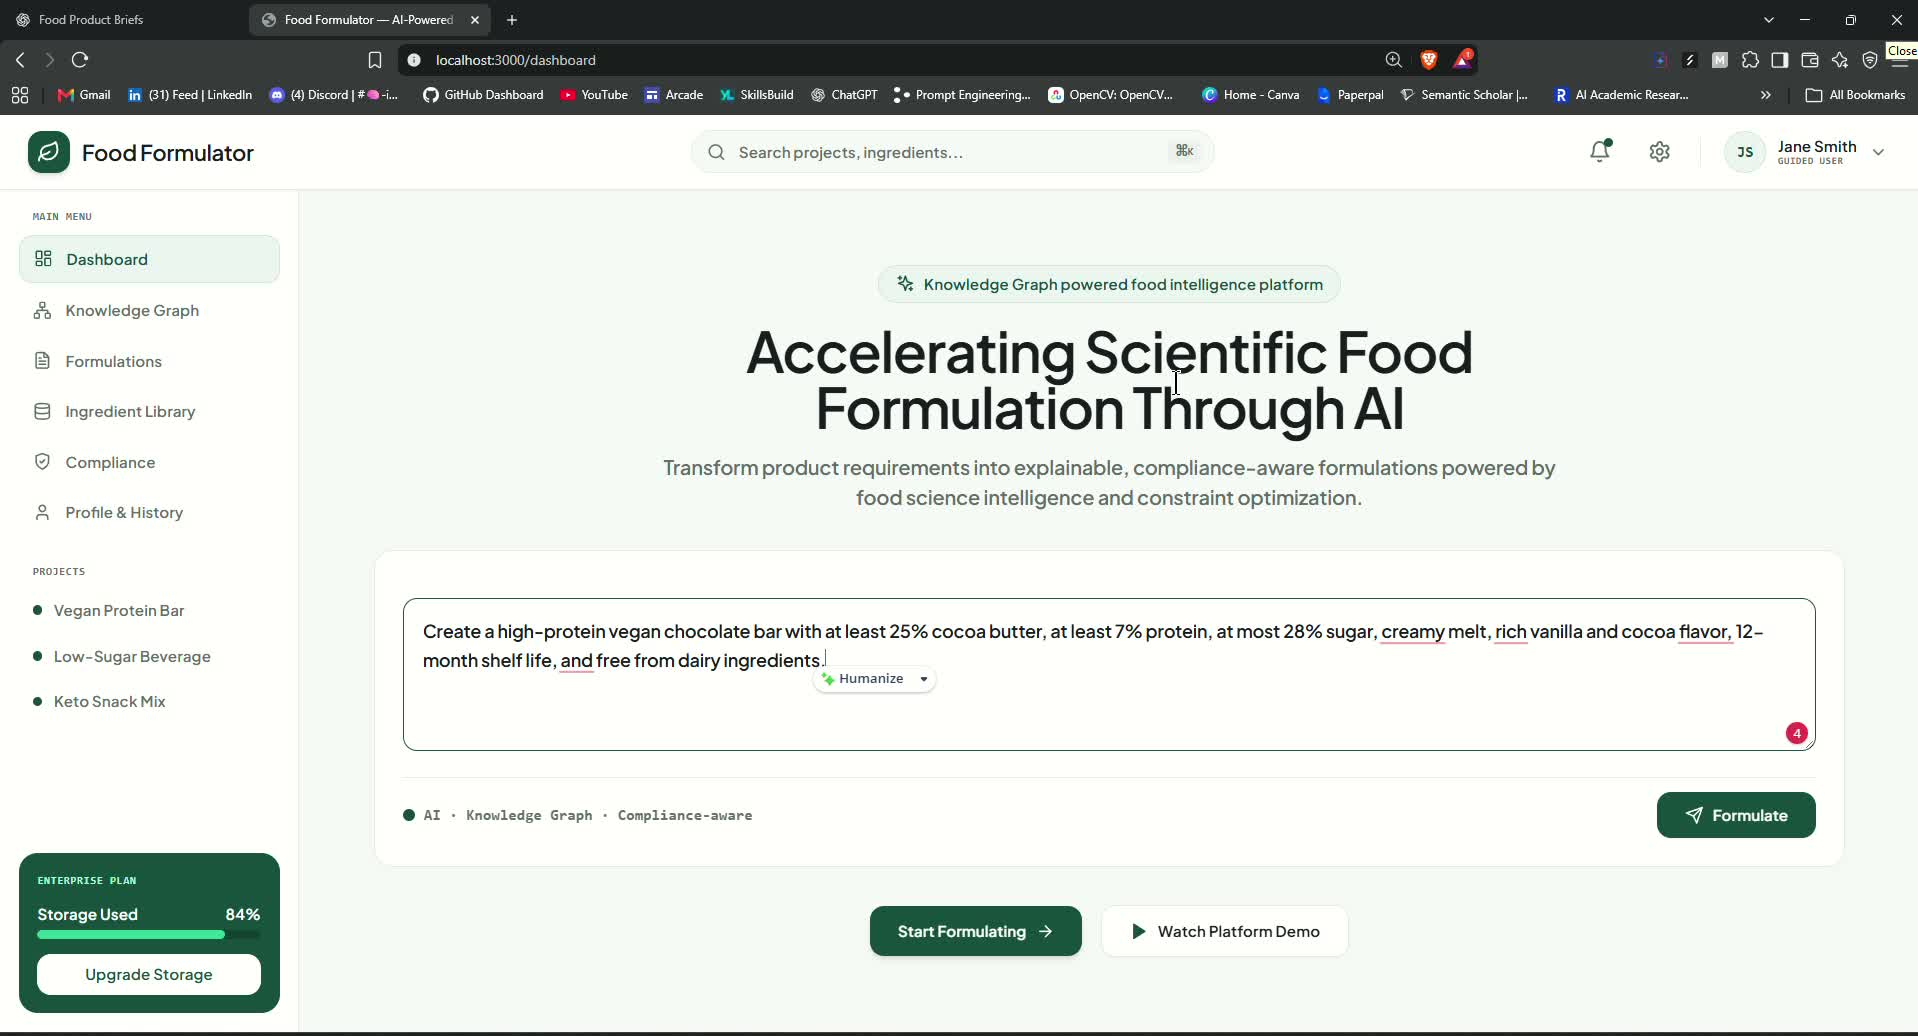 Food Product Briefs
Food Formulator — AI-Powered
Close
localhost:3000/dashboard
1
M
Gmail
(31) Feed | LinkedIn
(4) Discord | #🧠-i...
GitHub Dashboard
YouTube
Arcade
SkillsBuild
ChatGPT
Prompt Engineering...
OpenCV: OpenCV...
Home - Canva
Paperpal
Semantic Scholar |...
AI Academic Resear...
All Bookmarks
Food Formulator
Search projects, ingredients...
⌘K
JS
Jane Smith
GUIDED USER
MAIN MENU
Dashboard
Knowledge Graph
Formulations
Ingredient Library
Compliance
Profile & History
PROJECTS
Vegan Protein Bar
Low-Sugar Beverage
Keto Snack Mix
ENTERPRISE PLAN
Storage Used 84%
Upgrade Storage
Knowledge Graph powered food intelligence platform
Accelerating Scientific Food
Formulation Through AI
Transform product requirements into explainable, compliance-aware formulations powered by
food science intelligence and constraint optimization.
Create a high-protein vegan chocolate bar with at least 25% cocoa butter, at least 7% protein, at most 28% sugar, creamy melt, rich vanilla and cocoa flavor, 12-
month shelf life, and free from dairy ingredients.
Humanize
4
AI · Knowledge Graph · Compliance-aware
Formulate
Start Formulating →
Watch Platform Demo